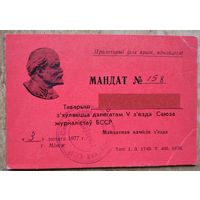 Пралетарыі ўсіх краін, яднайцеся!
МАНДАТ № 158
Таварыш
з'яўляецца дэлегатам V з'езда Саюза
журналістаў БССР.
3 лютага 1977 г.
г. Мінск
Мандатная камісія з'езда